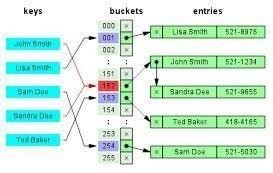 keys buckets entries
000
John Smith 001 × Lisa Smith 521-8976
002
: :
Lisa Smith 151 × John Smith 521-1234
152
Sam Doe 153 × Sandra Dee 521-9655
154
Sandra Dee : :
× Ted Baker 418-4165
Ted Baker 253 ×
254 × Sam Doe 521-5030
255 ×